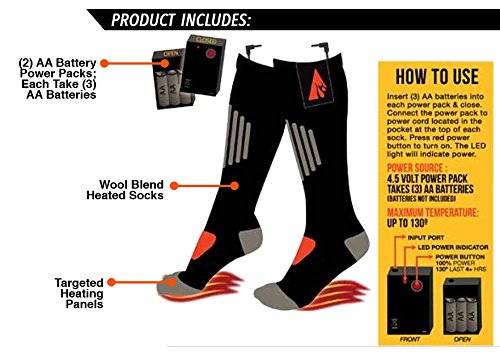 PRODUCT INCLUDES:
OPEN
CLOSED
AA
AA
(2) AA Battery
Power Packs;
Each Take (3)
AA Batteries
Wool Blend
Heated Socks
Targeted
Heating
Panels
HOW TO USE
Insert (3) AA batteries into
each power pack & close.
Connect the power pack to
power cord located in the
pocket at the top of each
sock. Press red power
button to turn on. The LED
light will indicate power.
POWER SOURCE :
4.5 VOLT POWER PACK
TAKES (3) AA BATTERIES
(BATTERIES NOT INCLUDED)
MAXIMUM TEMPERATURE:
UP TO 130º
INPUT PORT
LED POWER INDICATOR
POWER BUTTON
100% POWER
130º LAST 4+ HRS
AA
AA
AA
FRONT
OPEN